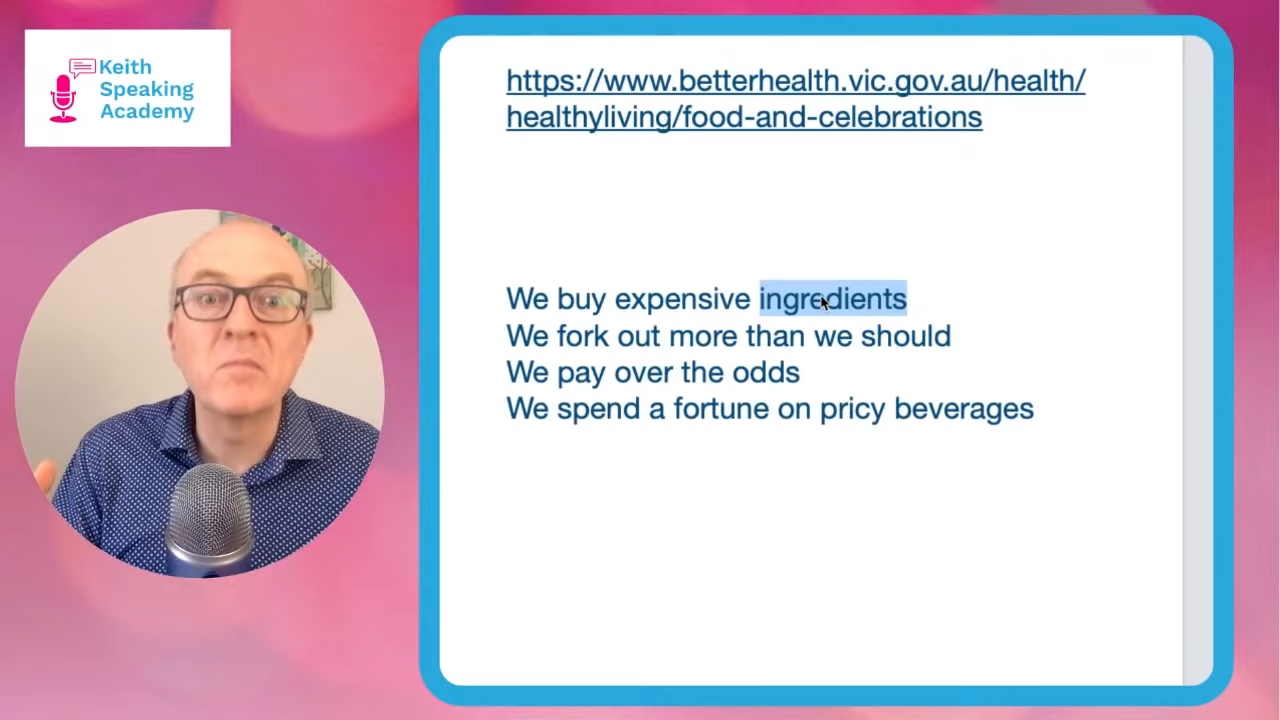 Keith
Speaking
Academy
https://www.betterhealth.vic.gov.au/health/
healthyliving/food-and-celebrations
We buy expensive ingredients
We fork out more than we should
We pay over the odds
We spend a fortune on pricy beverages